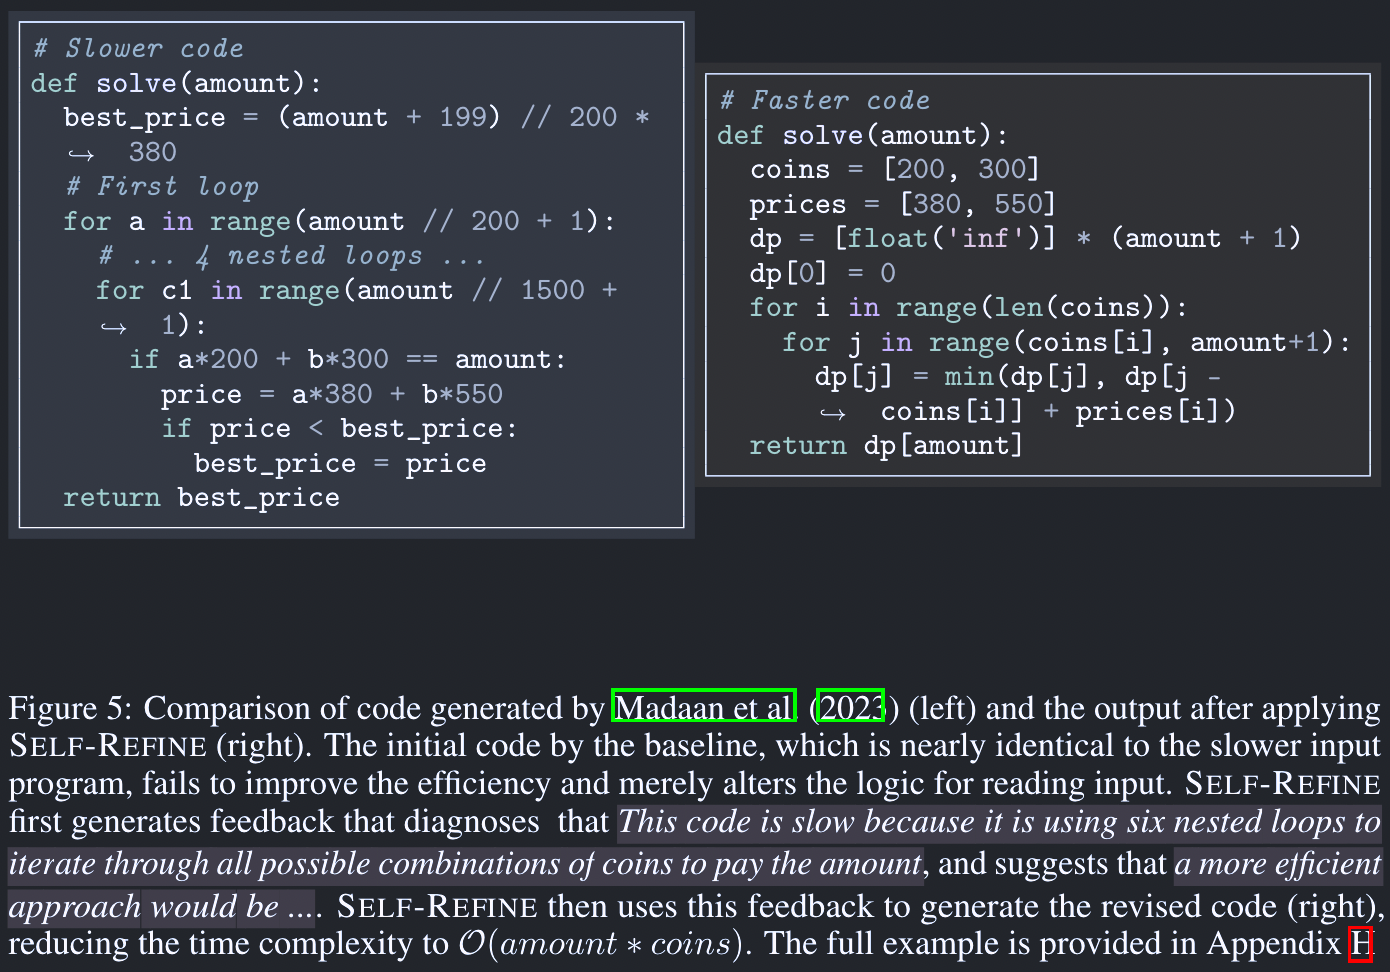 # Slower code
def solve(amount):
  best_price = (amount + 199) // 200 *
  ↪ 380
  # First loop
  for a in range(amount // 200 + 1):
    # ... 4 nested loops ...
    for c1 in range(amount // 1500 +
    ↪ 1):
      if a*200 + b*300 == amount:
        price = a*380 + b*550
        if price < best_price:
          best_price = price
  return best_price
# Faster code
def solve(amount):
  coins = [200, 300]
  prices = [380, 550]
  dp = [float('inf')] * (amount + 1)
  dp[0] = 0
  for i in range(len(coins)):
    for j in range(coins[i], amount+1):
      dp[j] = min(dp[j], dp[j -
      ↪ coins[i]] + prices[i])
  return dp[amount]
Figure 5: Comparison of code generated by Madaan et al. (2023) (left) and the output after applying
SELF-REFINE (right). The initial code by the baseline, which is nearly identical to the slower input
program, fails to improve the efficiency and merely alters the logic for reading input. SELF-REFINE
first generates feedback that diagnoses that This code is slow because it is using six nested loops to
iterate through all possible combinations of coins to pay the amount, and suggests that a more efficient
approach would be .... SELF-REFINE then uses this feedback to generate the revised code (right),
reducing the time complexity to O(amount * coins). The full example is provided in Appendix H